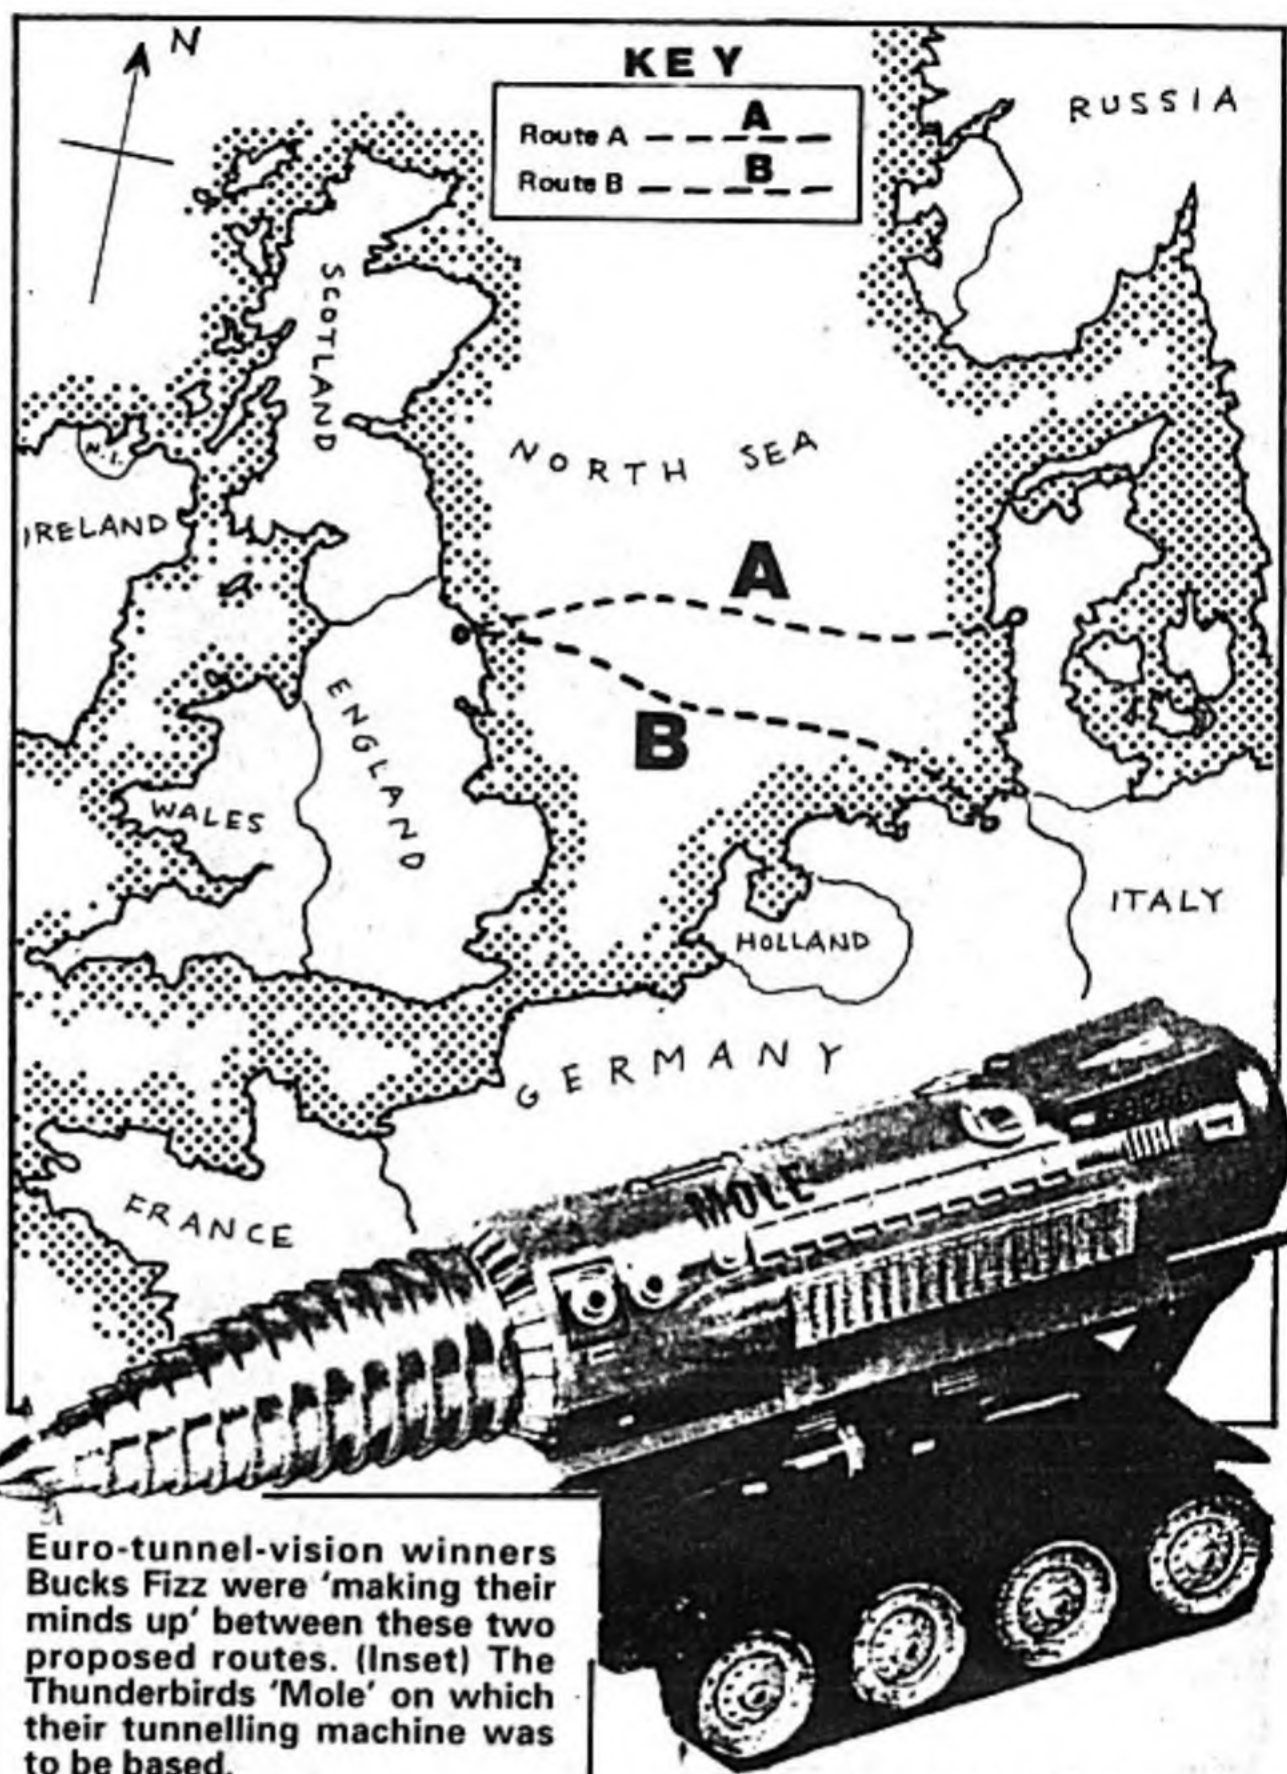 N
KEY
Route A A
Route B B
RUSSIA
SCOTLAND
NORTH SEA
N.I.
IRELAND
A
ENGLAND
B
WALES
ITALY
HOLLAND
GERMANY
MOLE
FRANCE
Euro-tunnel-vision winners
Bucks Fizz were ‘making their
minds up’ between these two
proposed routes. (Inset) The
Thunderbirds ‘Mole’ on which
their tunnelling machine was
to be based.